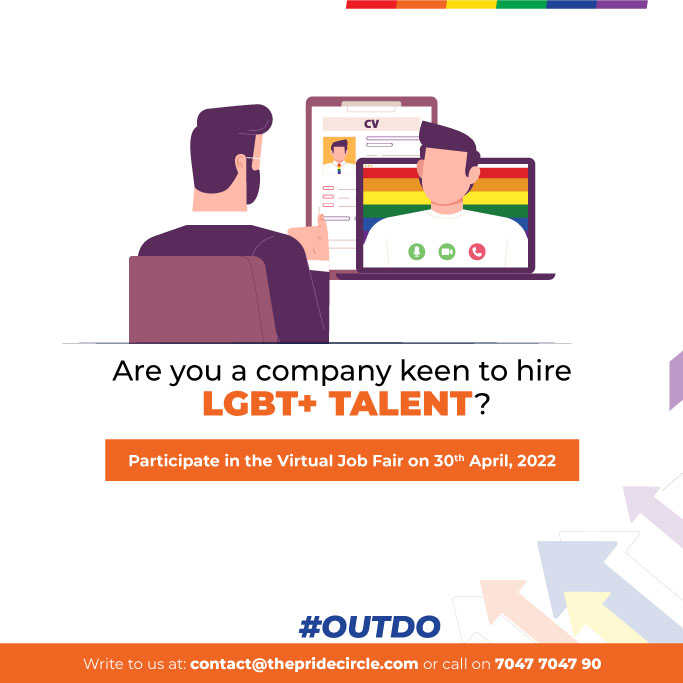 CV
Are you a company keen to hire
LGBT+ TALENT?
Participate in the Virtual Job Fair on 30th April, 2022
#OUTDO
Write to us at: contact@thepridecircle.com or call on 7047 7047 90